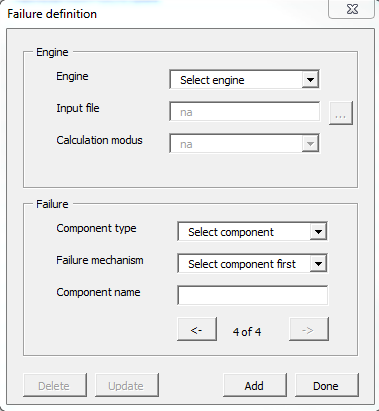 Failure definition
Engine
Engine Select engine
Input file na ...
Calculation modus na
Failure
Component type Select component
Failure mechanism Select component first
Component name
<- 4 of 4 ->
Delete Update Add Done